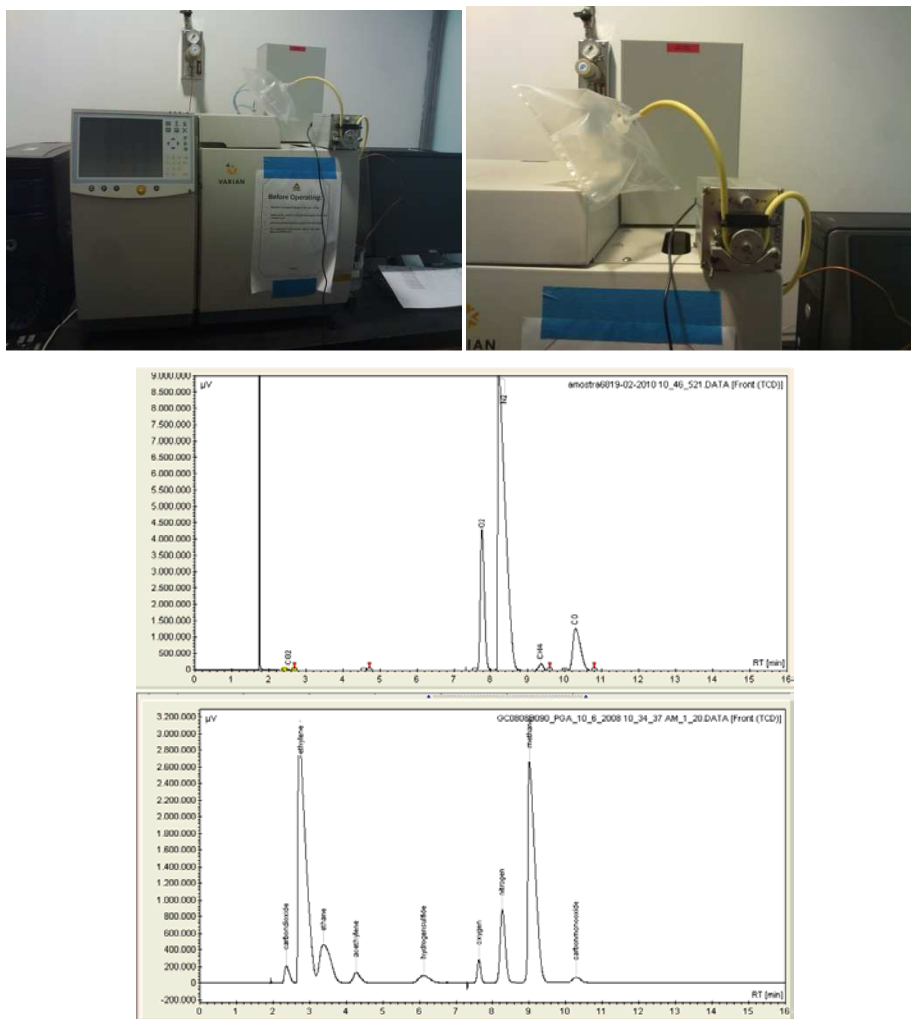 VARIAN
Before Operating:
VARIAN
µV
amostra6819-02-2010 10_46_521.DATA [Front (TCD)]
9.000.000
8.500.000
8.000.000
7.500.000
7.000.000
6.500.000
6.000.000
5.500.000
5.000.000
4.500.000
4.000.000
3.500.000
3.000.000
2.500.000
2.000.000
1.500.000
1.000.000
500.000
0
CO2
O2
N2
CH4
CO
RT [min]
0 1 2 3 4 5 6 7 8 9 10 11 12 13 14 15 16
µV
[Front (TCD)]
3.200.000
3.000.000
2.800.000
2.600.000
2.400.000
2.200.000
2.000.000
1.800.000
1.600.000
1.400.000
1.200.000
1.000.000
800.000
600.000
400.000
200.000
0
-200.000
carbondioxide
ethylene
ethane
acethylene
hydrogensulfide
oxygen
nitrogen
methane
carbonmonoxide
RT [min]
0 1 2 3 4 5 6 7 8 9 10 11 12 13 14 15 16